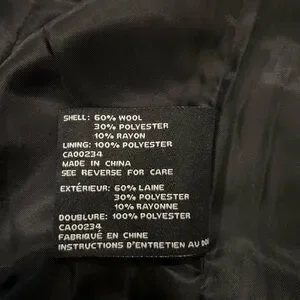 SHELL: 60% WOOL
30% POLYESTER
10% RAYON
LINING: 100% POLYESTER
CA00234
MADE IN CHINA
SEE REVERSE FOR CARE
EXTÉRIEUR: 60% LAINE
30% POLYESTER
10% RAYONNE
DOUBLURE: 100% POLYESTER
CA00234
FABRIQUÉ EN CHINE
INSTRUCTIONS D'ENTRETIEN AU